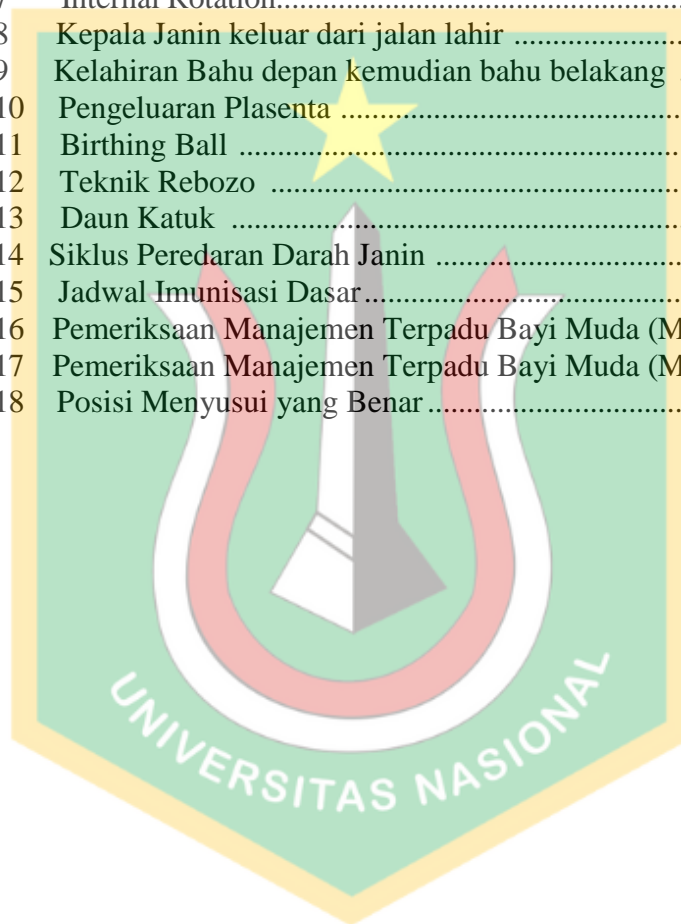 7 Internal Rotation..............................................................
8 Kepala Janin keluar dari jalan lahir ..........................
9 Kelahiran Bahu depan kemudian bahu belakang .
10 Pengeluaran Plasenta ....................................................
11 Birthing Ball ....................................................................
12 Teknik Rebozo ...............................................................
13 Daun Katuk .....................................................................
14 Siklus Peredaran Darah Janin ......................................
15 Jadwal Imunisasi Dasar..................................................
16 Pemeriksaan Manajemen Terpadu Bayi Muda (M
17 Pemeriksaan Manajemen Terpadu Bayi Muda (M
18 Posisi Menyusui yang Benar........................................
UNIVERSITAS NASIONAL